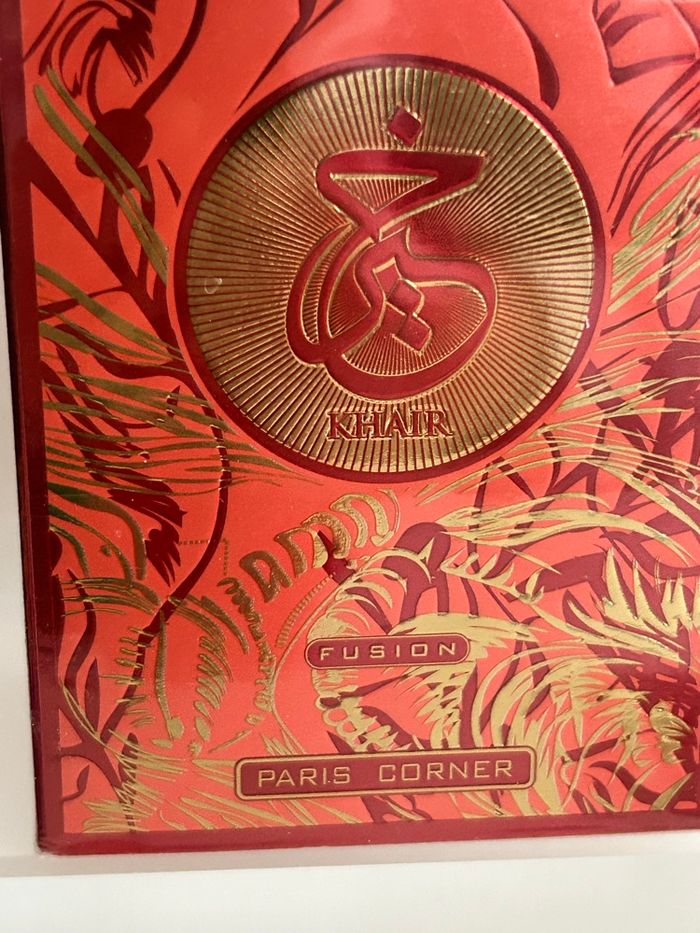 خير
KHAIR
FUSION
PARIS CORNER